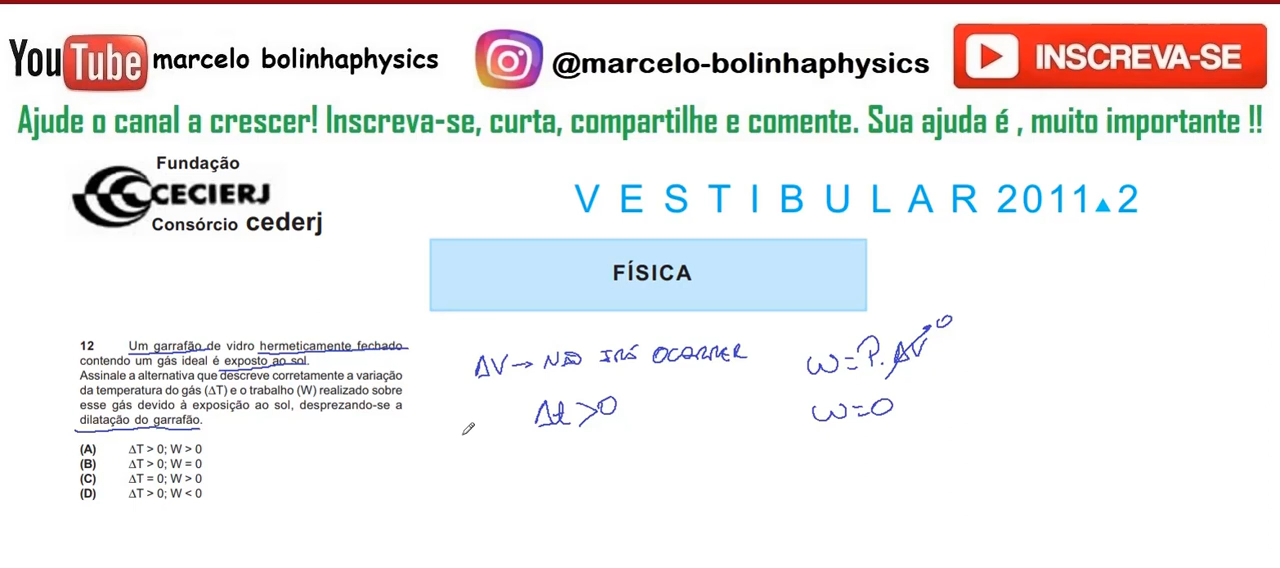 YouTube marcelo bolinhaphysics @marcelo-bolinhaphysics INSCREVA-SE
Ajude o canal a crescer! Inscreva-se, curta, compartilhe e comente. Sua ajuda é , muito importante !!
Fundação
CECIERJ
Consórcio cederj
VESTIBULAR 2011▲2
FÍSICA
12 Um garrafão de vidro hermeticamente fechado
contendo um gás ideal é exposto ao sol.
Assinale a alternativa que descreve corretamente a variação
da temperatura do gás (ΔT) e o trabalho (W) realizado sobre
esse gás devido à exposição ao sol, desprezando-se a
dilatação do garrafão.
(A) ΔT > 0; W > 0
(B) ΔT > 0; W = 0
(C) ΔT = 0; W > 0
(D) ΔT > 0; W < 0
ΔV → NÃO IRÁ OCORRER
Δt > 0
W = P. ΔV 0
W = 0